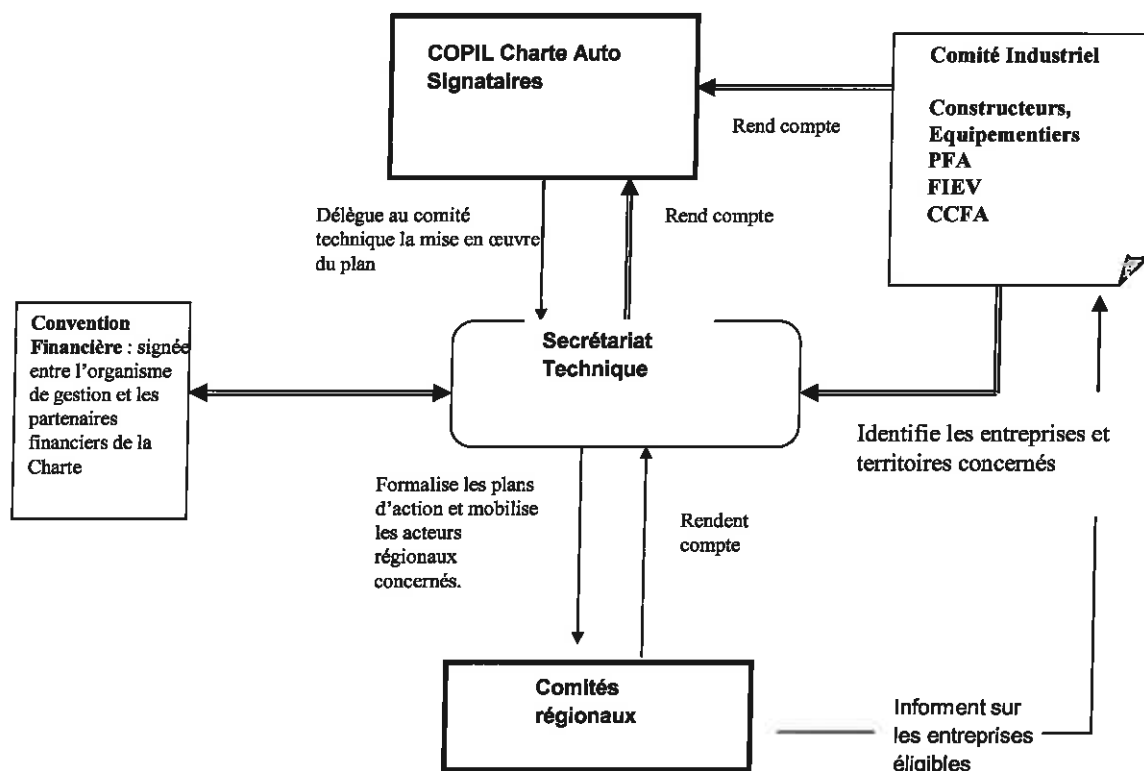 COPIL Charte Auto
Signataires
Comité Industriel
Constructeurs,
Equipementiers
PFA
FIEV
CCFA
Rend compte
Délègue au comité
technique la mise en œuvre
du plan
Rend compte
Convention
Financière : signée
entre l'organisme
de gestion et les
partenaires
financiers de la
Charte
Secrétariat
Technique
Identifie les entreprises et
territoires concernés
Formalise les plans
d'action et mobilise
les acteurs
régionaux
concernés.
Rendent
compte
Comités
régionaux
Informent sur
les entreprises
éligibles